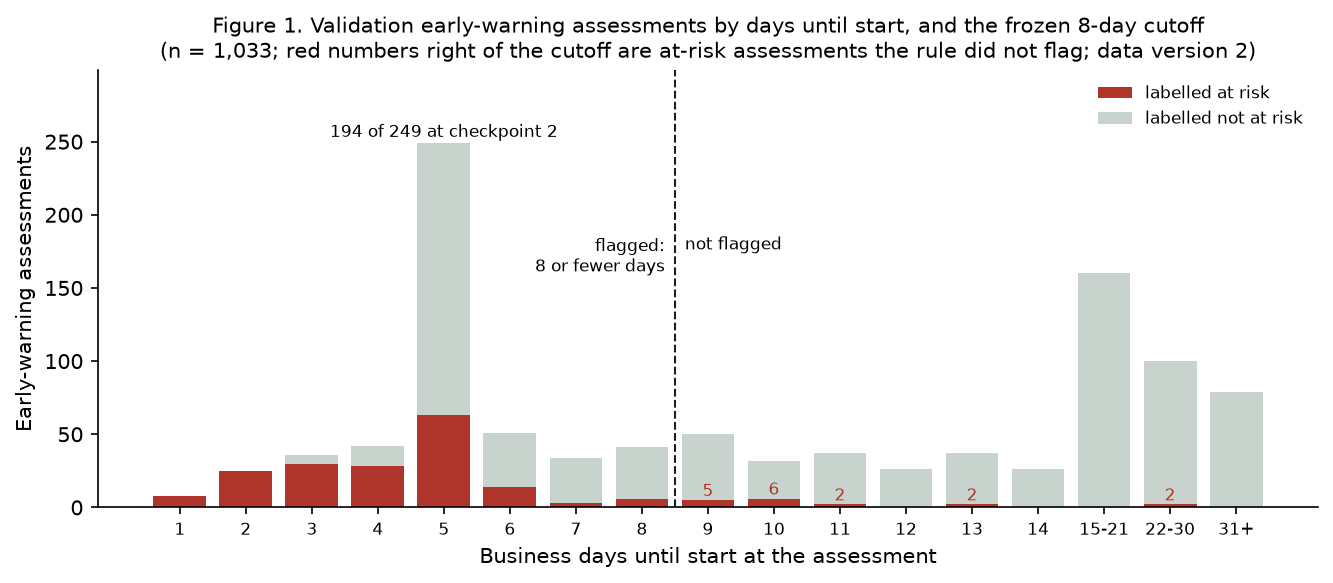 Figure 1. Validation early-warning assessments by days until start, and the frozen 8-day cutoff
(n = 1,033; red numbers right of the cutoff are at-risk assessments the rule did not flag; data version 2)
labelled at risk
labelled not at risk
194 of 249 at checkpoint 2
flagged:
8 or fewer days
not flagged
Early-warning assessments
250
200
150
100
50
0
5
6
2
2
2
1 2 3 4 5 6 7 8 9 10 11 12 13 14 15-21 22-30 31+
Business days until start at the assessment